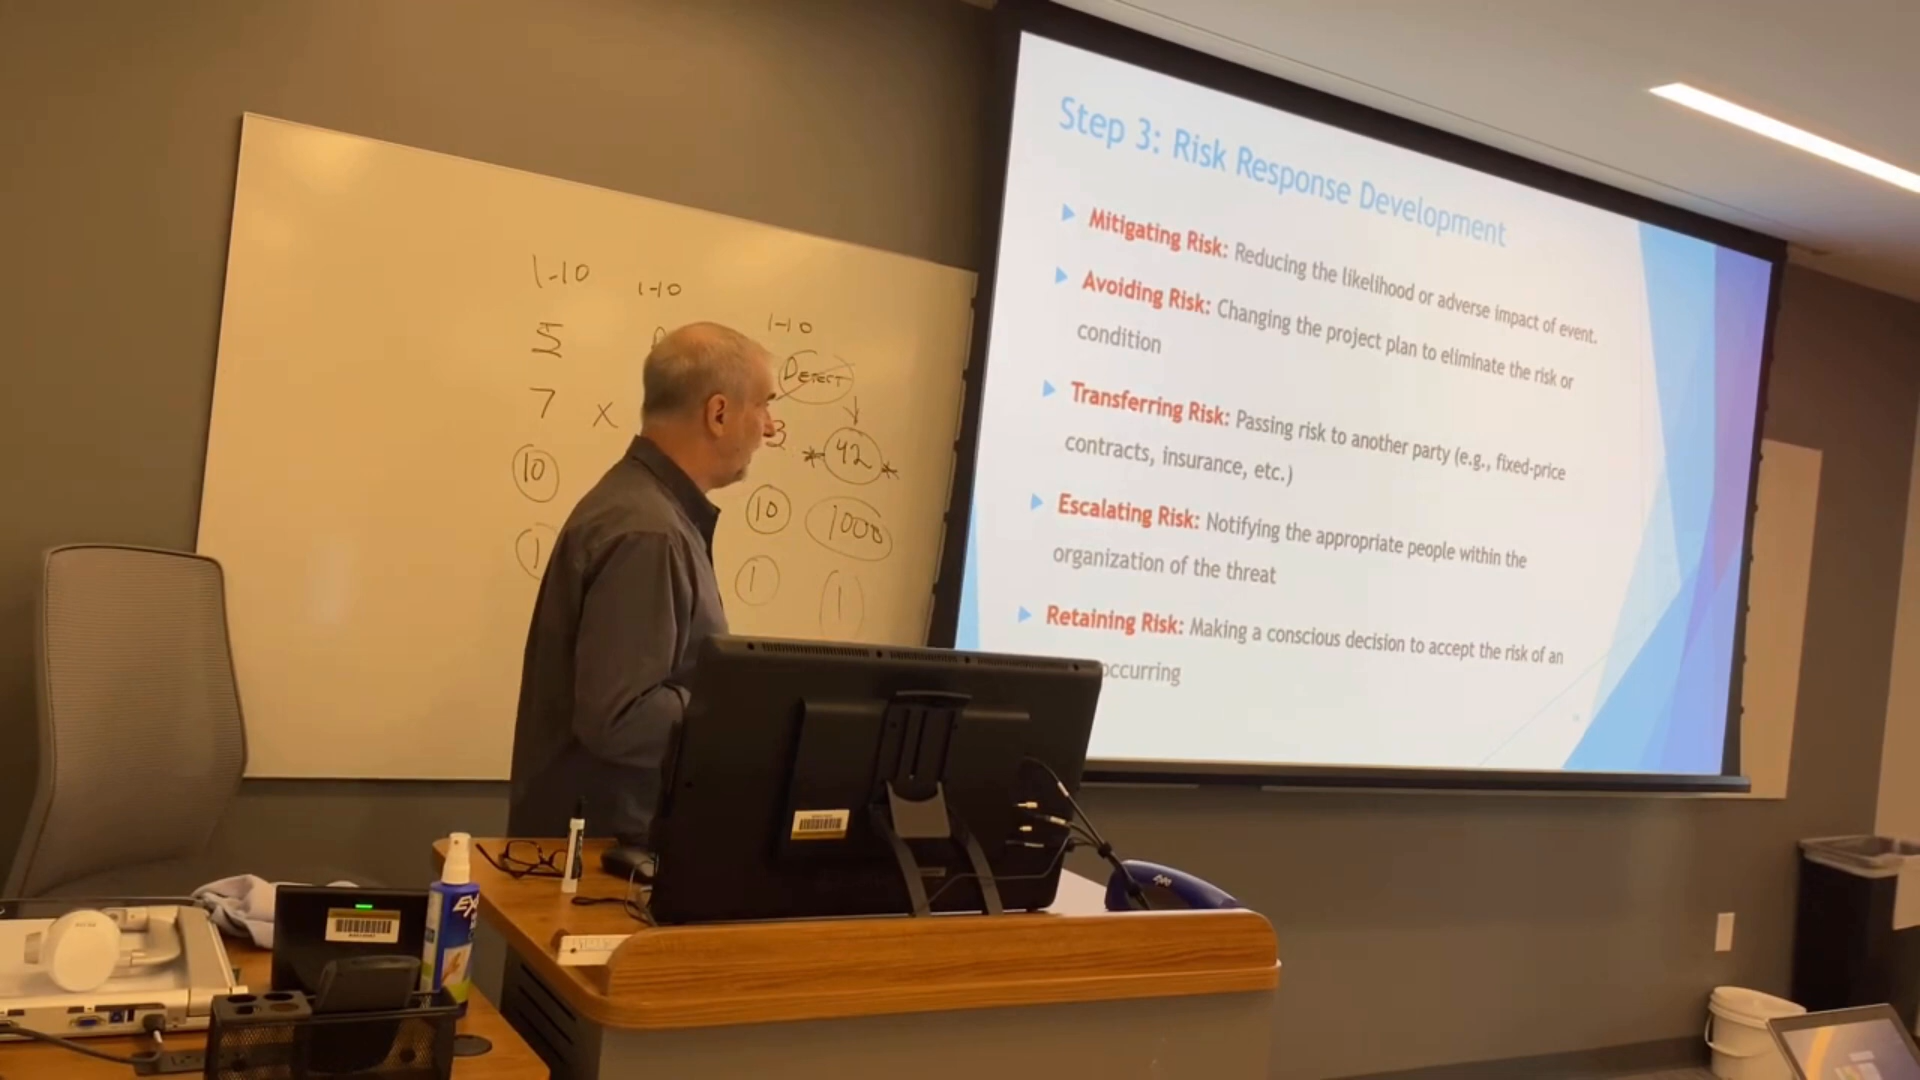 1-10 1-10
1-10
5
DETECT
7 X 3 *42*
10 10 1000
1 1 1
Step 3: Risk Response Development
Mitigating Risk: Reducing the likelihood or adverse impact of event.
Avoiding Risk: Changing the project plan to eliminate the risk or
condition
Transferring Risk: Passing risk to another party (e.g., fixed-price
contracts, insurance, etc.)
Escalating Risk: Notifying the appropriate people within the
organization of the threat
Retaining Risk: Making a conscious decision to accept the risk of an
occurring